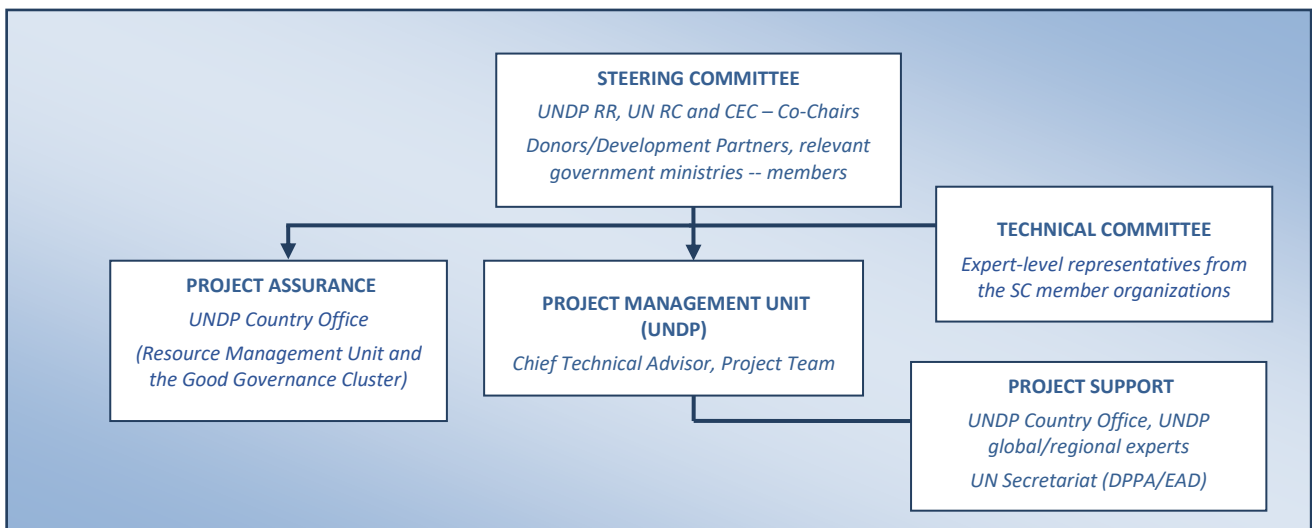 STEERING COMMITTEE
UNDP RR, UN RC and CEC – Co-Chairs
Donors/Development Partners, relevant
government ministries -- members
TECHNICAL COMMITTEE
Expert-level representatives from
the SC member organizations
PROJECT ASSURANCE
UNDP Country Office
(Resource Management Unit and
the Good Governance Cluster)
PROJECT MANAGEMENT UNIT
(UNDP)
Chief Technical Advisor, Project Team
PROJECT SUPPORT
UNDP Country Office, UNDP
global/regional experts
UN Secretariat (DPPA/EAD)